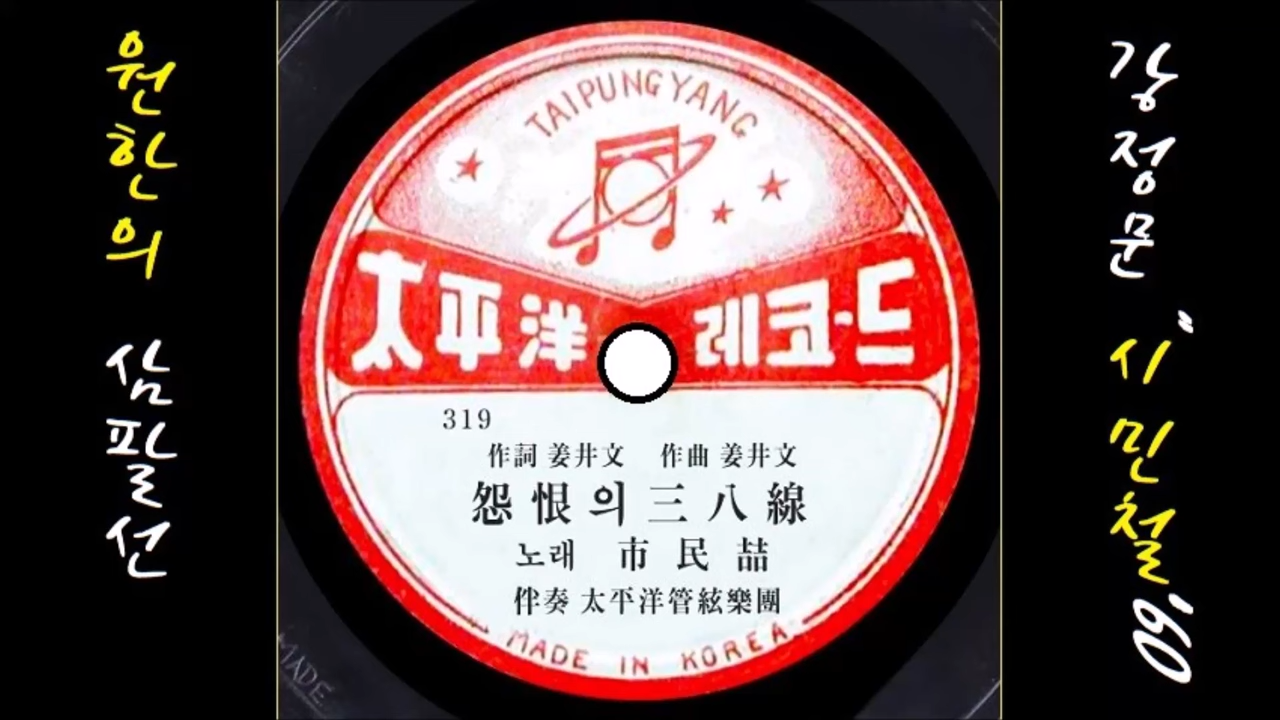 원한의 삼팔선
TAIPUNGYANG
太平洋 레코-드
319
作詞 姜井文 作曲 姜井文
怨恨의 三八線
노래 市民喆
伴奏 太平洋管絃樂團
MADE IN KOREA
MADE
강정문 "시민철'60